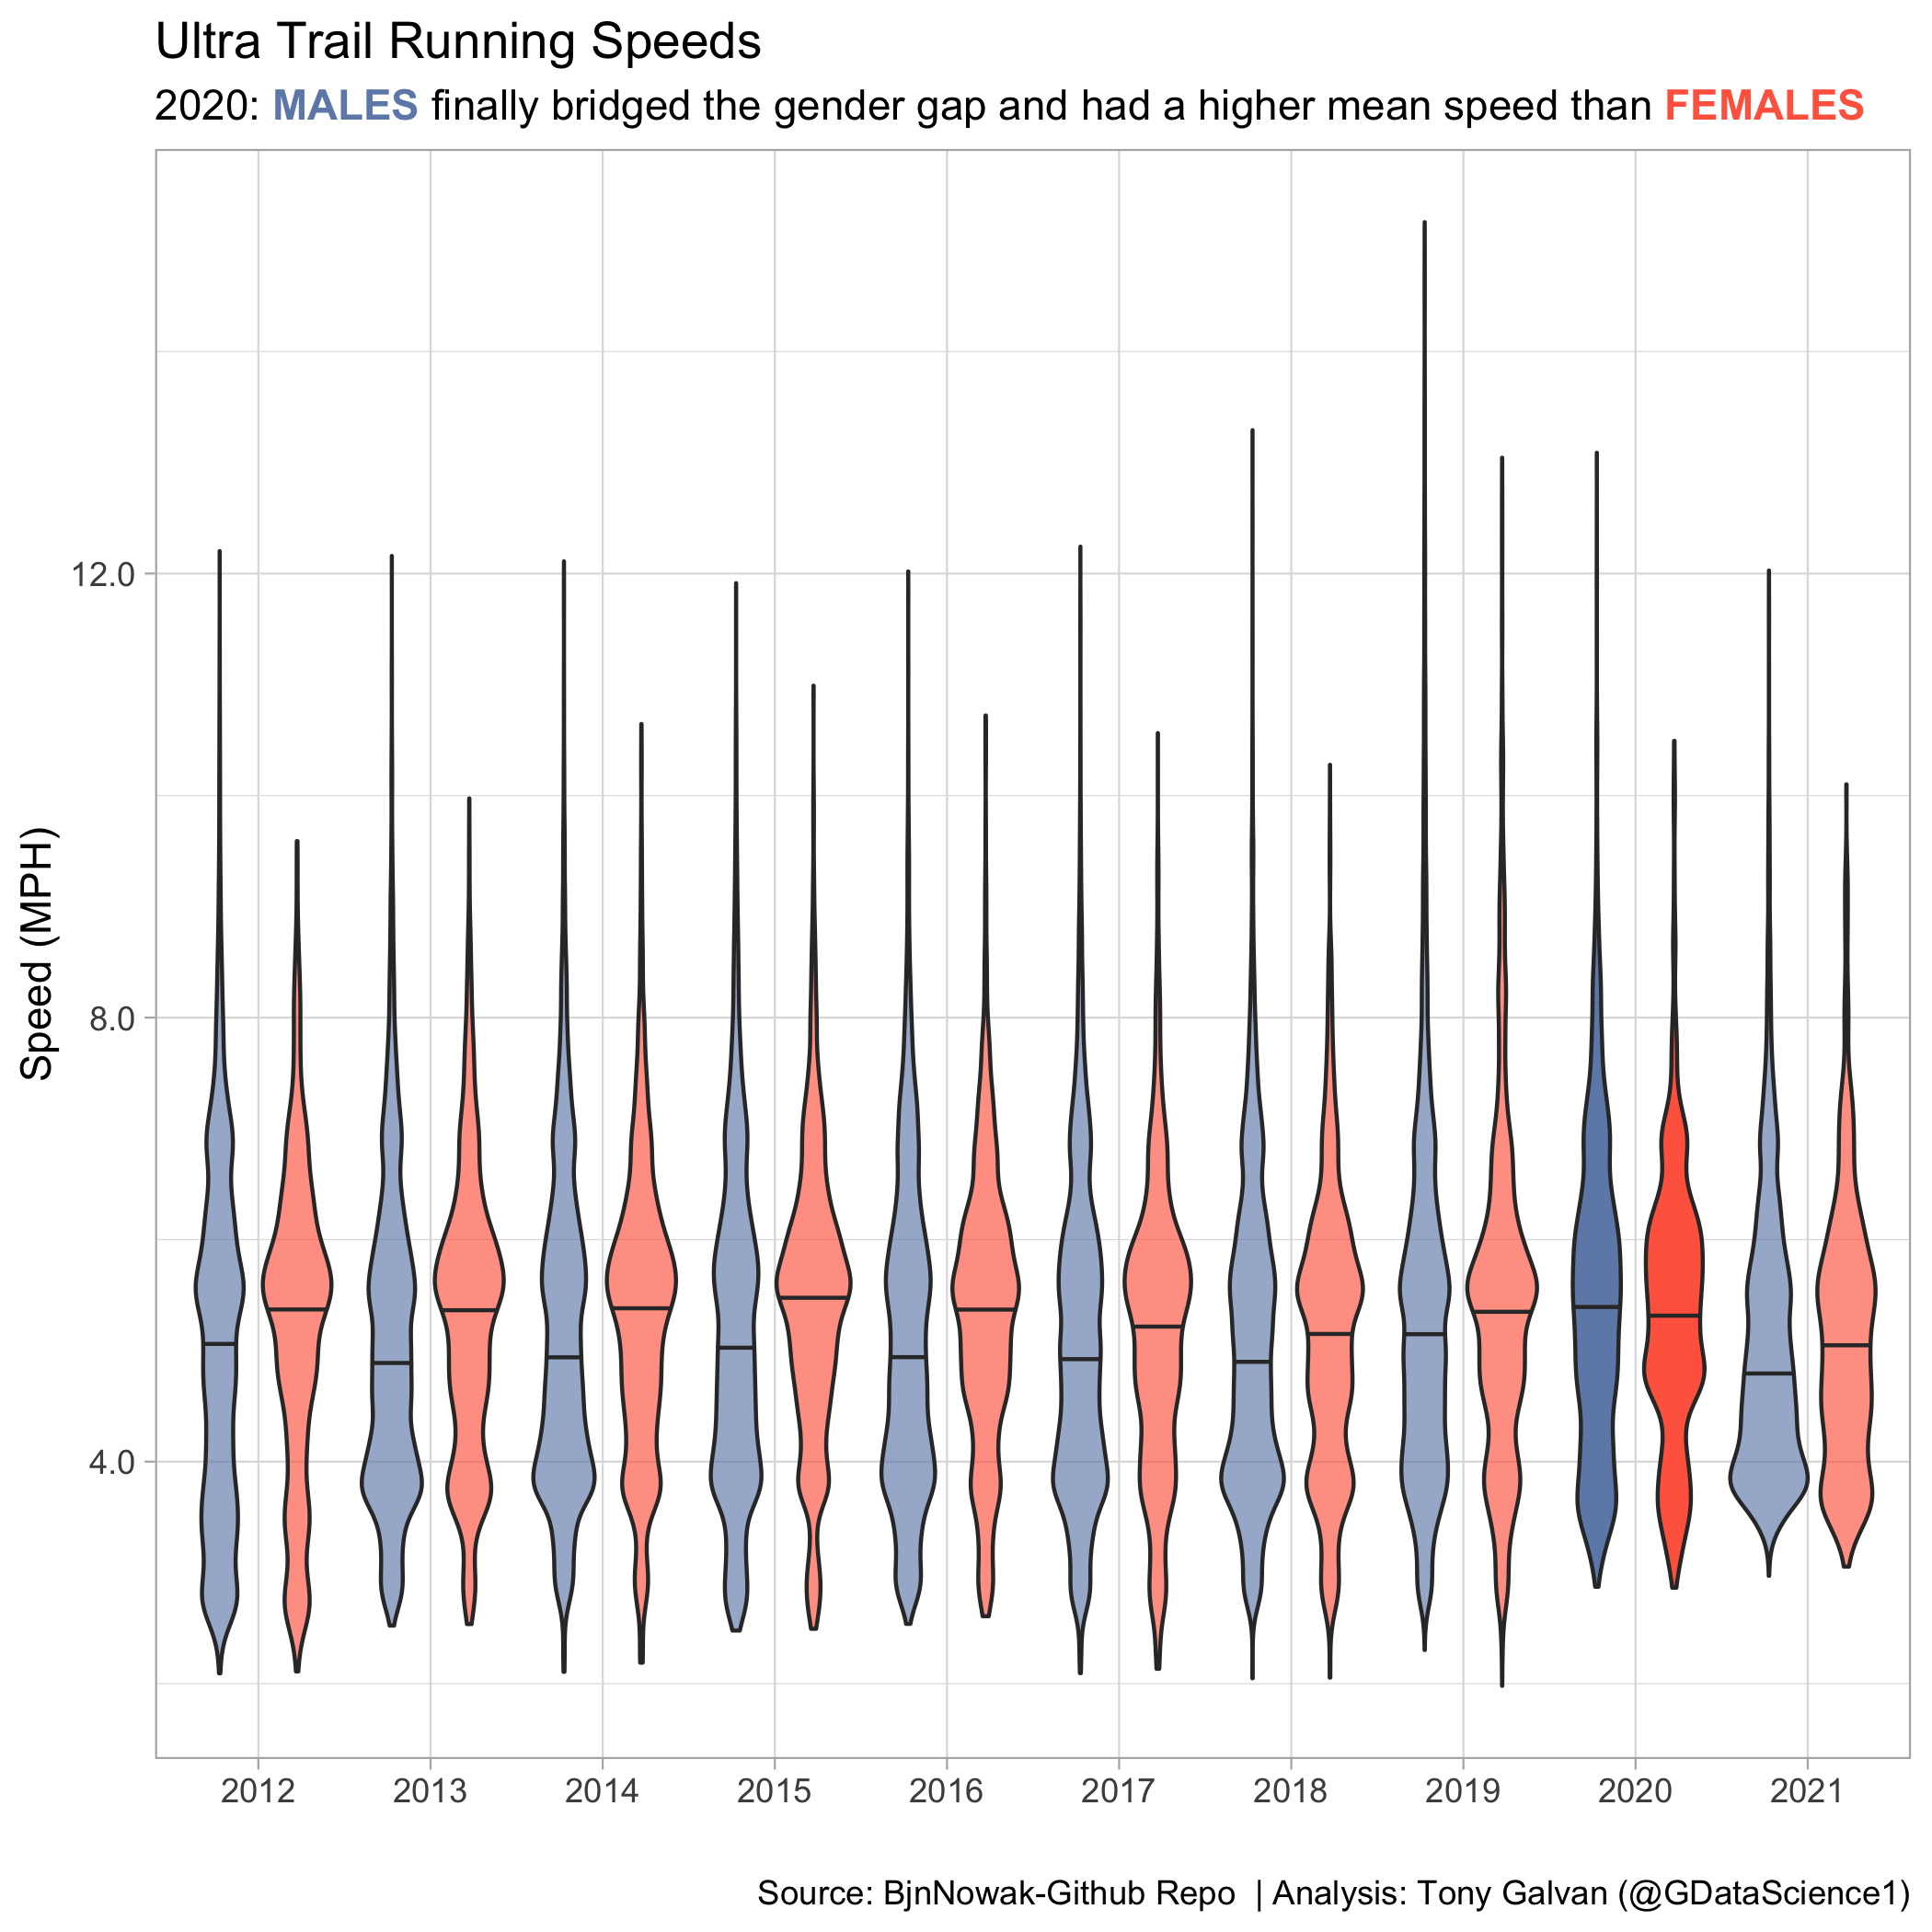 Ultra Trail Running Speeds
2020: MALES finally bridged the gender gap and had a higher mean speed than FEMALES
Speed (MPH)
12.0
8.0
4.0
2012 2013 2014 2015 2016 2017 2018 2019 2020 2021
Source: BjnNowak-Github Repo | Analysis: Tony Galvan (@GDataScience1)